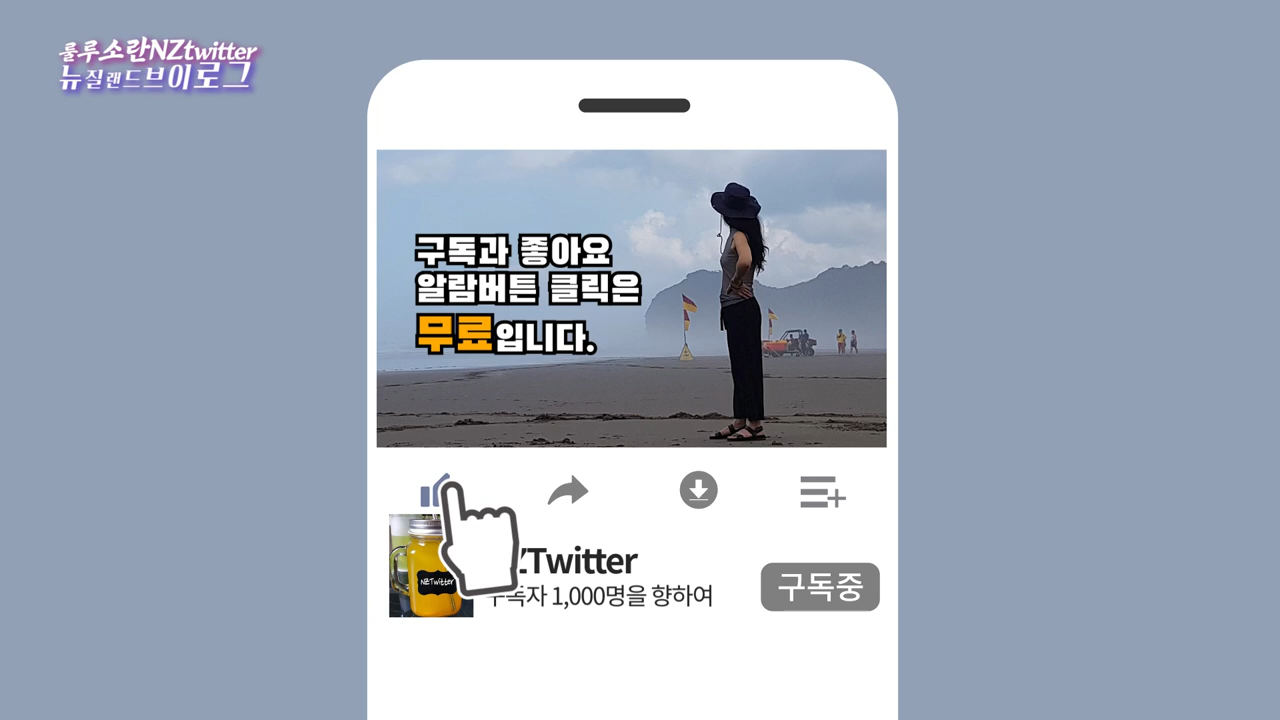 룰루소란NZtwitter
뉴질랜드브이로그
구독과 좋아요
알람버튼 클릭은
무료입니다.
NZTwitter
ZTwitter
구독자 1,000명을 향하여
구독중